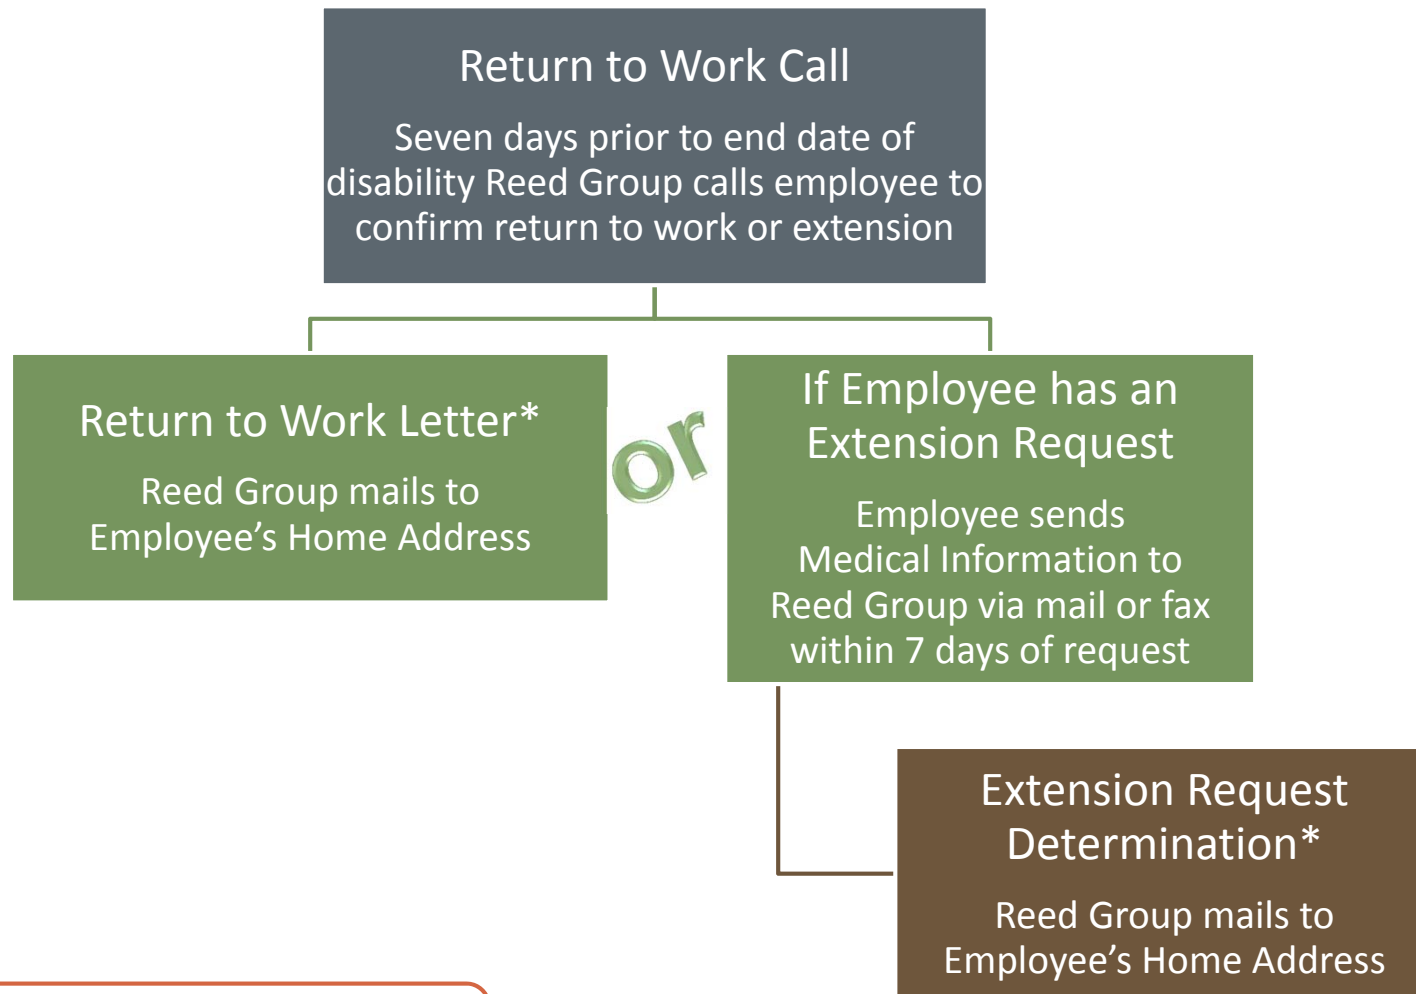 Return to Work Call
Seven days prior to end date of
disability Reed Group calls employee to
confirm return to work or extension
Return to Work Letter*
Reed Group mails to
Employee’s Home Address
or
If Employee has an
Extension Request
Employee sends
Medical Information to
Reed Group via mail or fax
within 7 days of request
Extension Request
Determination*
Reed Group mails to
Employee’s Home Address